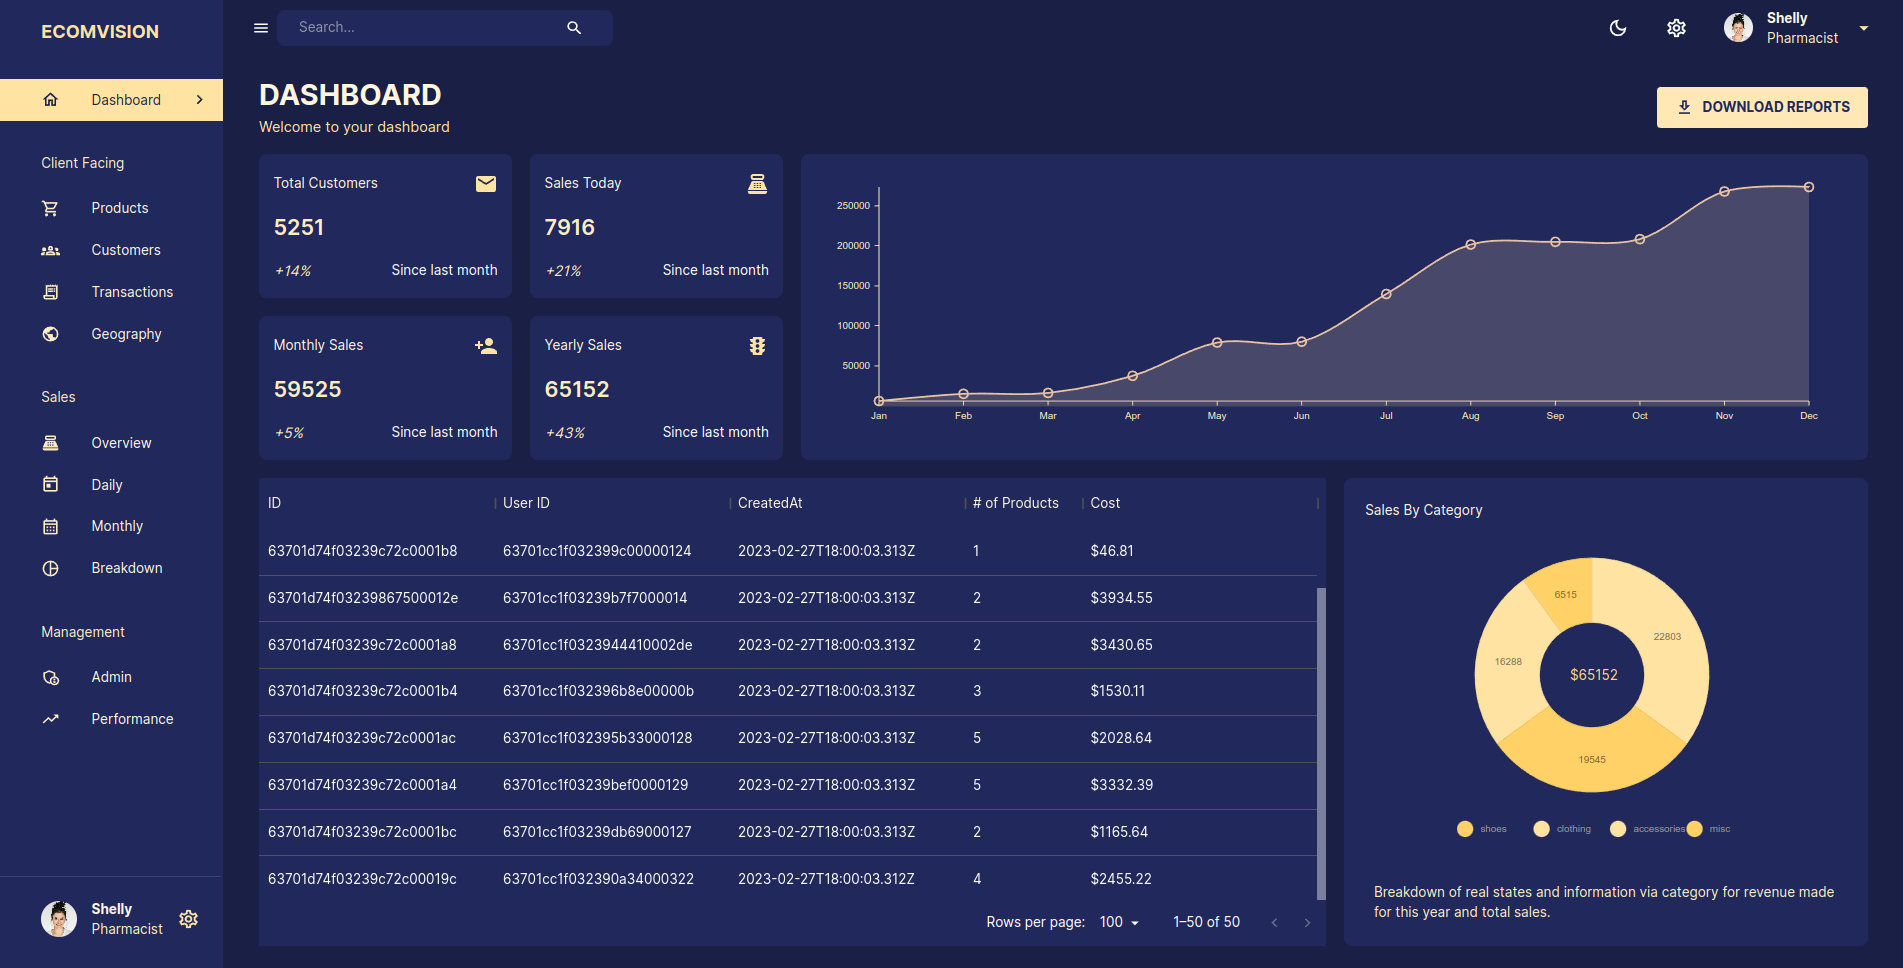 ECOMVISION
Dashboard
Client Facing
Products
Customers
Transactions
Geography
Sales
Overview
Daily
Monthly
Breakdown
Management
Admin
Performance
Shelly
Pharmacist
Search...
Shelly
Pharmacist
DASHBOARD
Welcome to your dashboard
DOWNLOAD REPORTS
Total Customers
5251
+14% Since last month
Sales Today
7916
+21% Since last month
Monthly Sales
59525
+5% Since last month
Yearly Sales
65152
+43% Since last month
250000
200000
150000
100000
50000
Jan Feb Mar Apr May Jun Jul Aug Sep Oct Nov Dec
ID User ID CreatedAt # of Products Cost
63701d74f03239c72c0001b8 63701cc1f032399c00000124 2023-02-27T18:00:03.313Z 1 $46.81
63701d74f03239867500012e 63701cc1f03239b7f7000014 2023-02-27T18:00:03.313Z 2 $3934.55
63701d74f03239c72c0001a8 63701cc1f0323944410002de 2023-02-27T18:00:03.313Z 2 $3430.65
63701d74f03239c72c0001b4 63701cc1f032396b8e00000b 2023-02-27T18:00:03.313Z 3 $1530.11
63701d74f03239c72c0001ac 63701cc1f032395b33000128 2023-02-27T18:00:03.313Z 5 $2028.64
63701d74f03239c72c0001a4 63701cc1f03239bef0000129 2023-02-27T18:00:03.313Z 5 $3332.39
63701d74f03239c72c0001bc 63701cc1f03239db69000127 2023-02-27T18:00:03.313Z 2 $1165.64
63701d74f03239c72c00019c 63701cc1f032390a34000322 2023-02-27T18:00:03.312Z 4 $2455.22
Rows per page: 100 1–50 of 50
Sales By Category
6515
22803
16288
$65152
19545
shoes clothing accessories misc
Breakdown of real states and information via category for revenue made
for this year and total sales.